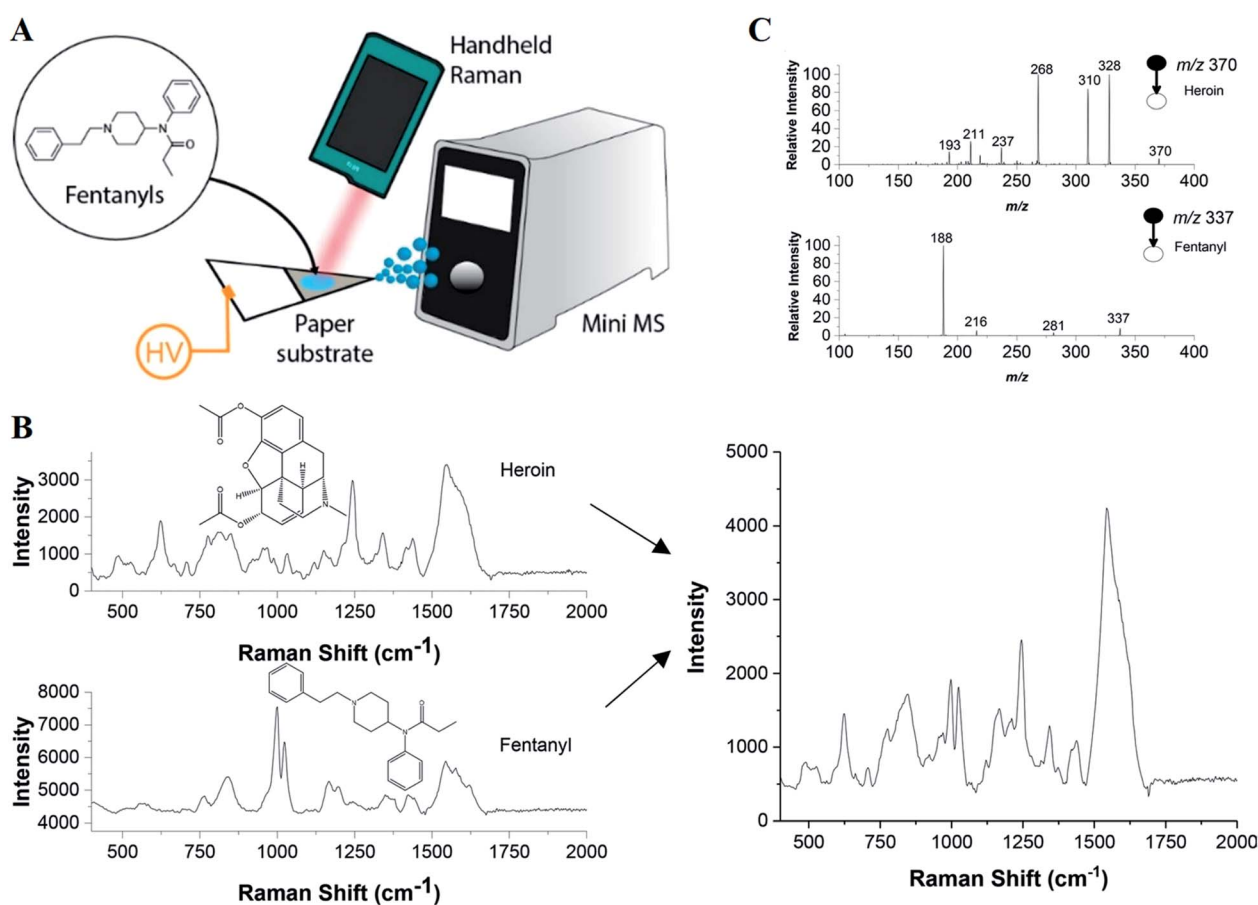 A
Handheld
Raman
Fentanyls
HV
Paper
substrate
Mini MS
C
Relative Intensity
100
80
60
40
20
0
193
211
237
268
310
328
370
m/z 370
Heroin
100 150 200 250 300 350 400
m/z
Relative Intensity
100
80
60
40
20
0
188
216
281
337
m/z 337
Fentanyl
100 150 200 250 300 350 400
m/z
B
Intensity
3000
2000
1000
0
O
O
O
H
H
N
O
O
Heroin
500 750 1000 1250 1500 1750 2000
Raman Shift (cm-1)
Intensity
8000
7000
6000
5000
4000
N
O
N
Fentanyl
500 750 1000 1250 1500 1750 2000
Raman Shift (cm-1)
Intensity
5000
4000
3000
2000
1000
0
500 750 1000 1250 1500 1750 2000
Raman Shift (cm-1)